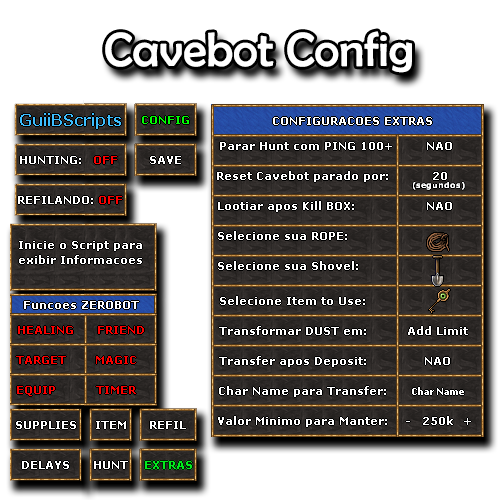 Cavebot Config
GuiiBScripts
CONFIG
HUNTING: OFF
SAVE
REFILANDO: OFF
Inicie o Script para
exibir Informacoes
Funcoes ZEROBOT
HEALING
FRIEND
TARGET
MAGIC
EQUIP
TIMER
SUPPLIES
ITEM
REFIL
DELAYS
HUNT
EXTRAS
CONFIGURACOES EXTRAS
Parar Hunt com PING 100+
NAO
Reset Cavebot parado por:
20
(segundos)
Lootiar apos Kill BOX:
NAO
Selecione sua ROPE:
Selecione sua Shovel:
Selecione Item to Use:
Transformar DUST em:
Add Limit
Transfer apos Deposit:
NAO
Char Name para Transfer:
Char Name
Valor Minimo para Manter:
- 250k +